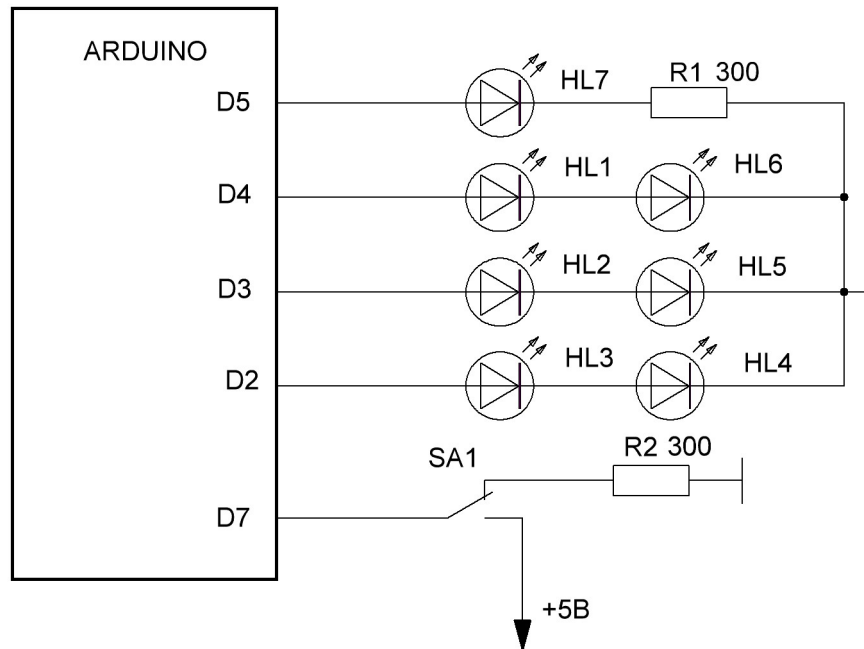 ARDUINO
D5
HL7
R1 300
D4
HL1
HL6
D3
HL2
HL5
D2
HL3
HL4
SA1
R2 300
D7
+5В